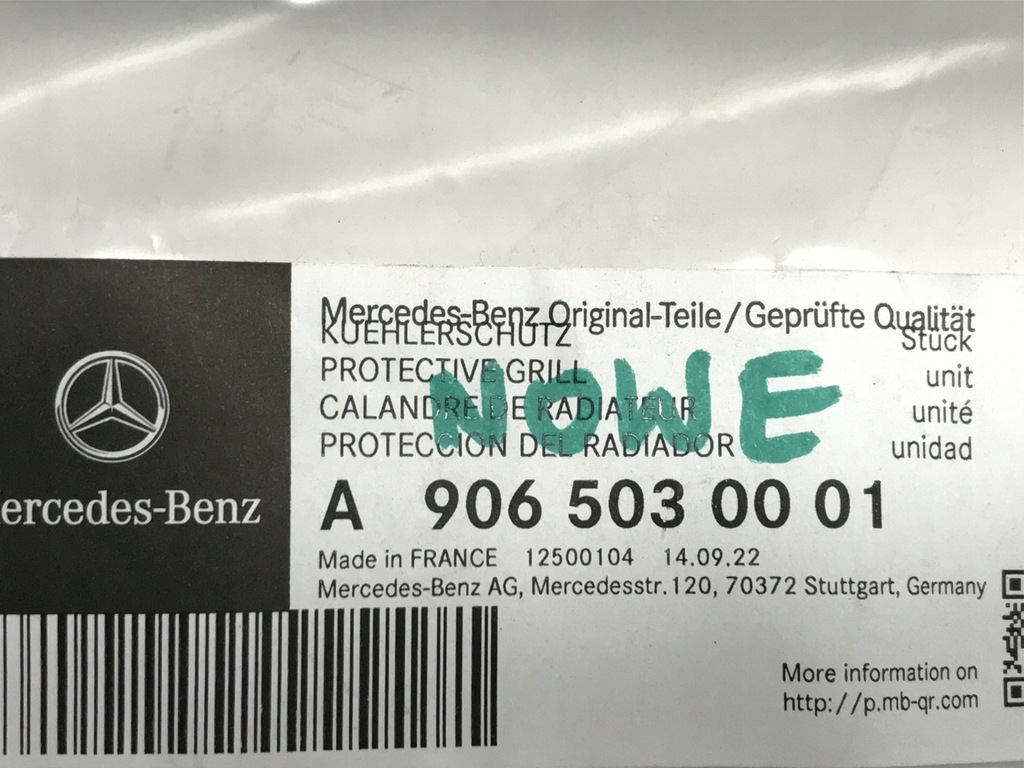 Mercedes-Benz Original-Teile/Geprüfte Qualität
KUEHLERSCHUTZ Stück
PROTECTIVE GRILL unit
CALANDRE DE RADIATEUR unité
PROTECCION DEL RADIADOR unidad
NOWE
A 906 503 00 01
ercedes-Benz
Made in FRANCE 12500104 14.09.22
Mercedes-Benz AG, Mercedesstr.120, 70372 Stuttgart, Germany
More information on
http://p.mb-qr.com